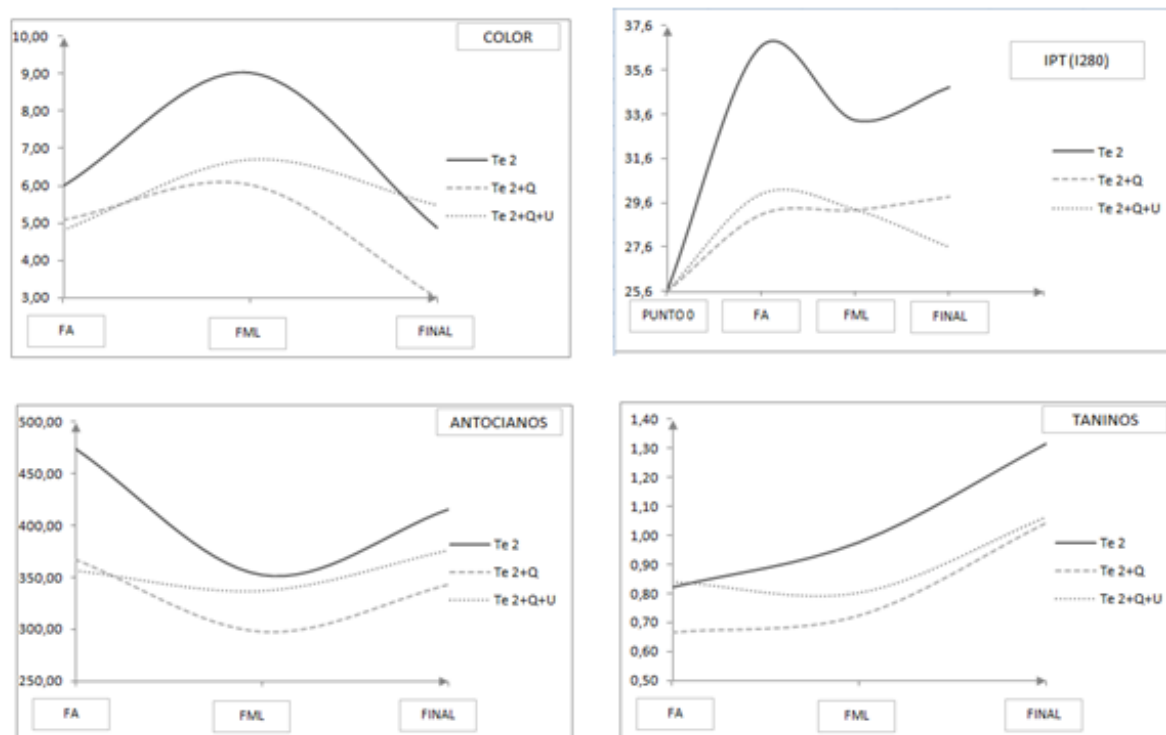 COLOR
10,00
9,00
8,00
7,00
6,00
5,00
4,00
3,00
Te 2
Te 2+Q
Te 2+Q+U
FA
FML
FINAL
IPT (I280)
37,6
35,6
33,6
31,6
29,6
27,6
25,6
Te 2
Te 2+Q
Te 2+Q+U
PUNTO 0
FA
FML
FINAL
ANTOCIANOS
500,00
450,00
400,00
350,00
300,00
250,00
Te 2
Te 2+Q
Te 2+Q+U
FA
FML
FINAL
TANINOS
1,40
1,30
1,20
1,10
1,00
0,90
0,80
0,70
0,60
0,50
Te 2
Te 2+Q
Te 2+Q+U
FA
FML
FINAL